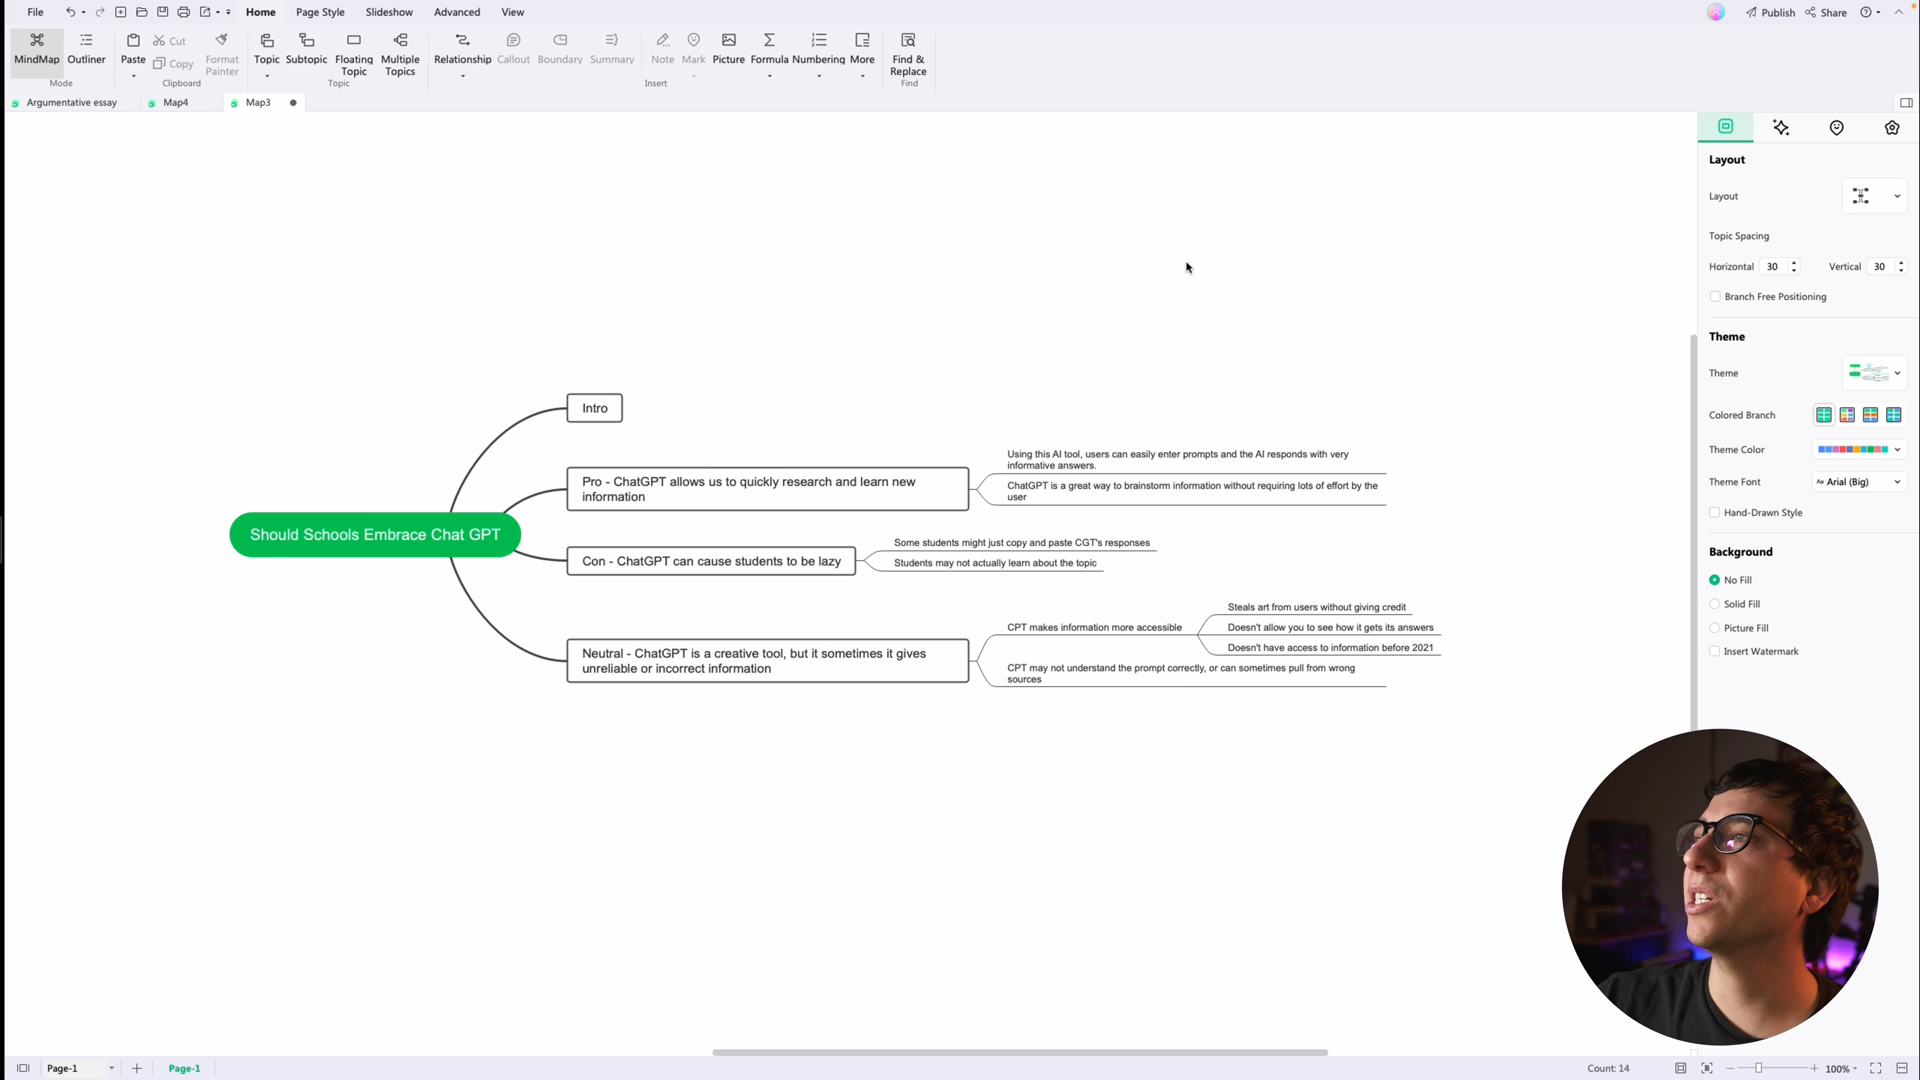 File Home Page Style Slideshow Advanced View Publish Share
MindMap Outliner Paste Cut Copy Format Painter Topic Subtopic Floating Topic Multiple Topics Relationship Callout Boundary Summary Note Mark Picture Formula Numbering More Find & Replace
Mode Clipboard Topic Insert Find
Argumentative essay Map4 Map3
Layout
Layout
Topic Spacing
Horizontal 30 Vertical 30
Branch Free Positioning
Theme
Theme
Colored Branch
Theme Color
Theme Font Aa Arial (Big)
Hand-Drawn Style
Background
No Fill
Solid Fill
Picture Fill
Insert Watermark
Should Schools Embrace Chat GPT
Intro
Pro - ChatGPT allows us to quickly research and learn new
information
Using this AI tool, users can easily enter prompts and the AI responds with very
informative answers.
ChatGPT is a great way to brainstorm information without requiring lots of effort by the
user
Con - ChatGPT can cause students to be lazy
Some students might just copy and paste CGT's responses
Students may not actually learn about the topic
Neutral - ChatGPT is a creative tool, but it sometimes it gives
unreliable or incorrect information
CPT makes information more accessible
Steals art from users without giving credit
Doesn't allow you to see how it gets its answers
Doesn't have access to information before 2021
CPT may not understand the prompt correctly, or can sometimes pull from wrong
sources
Page-1 Page-1 Count: 14 100%